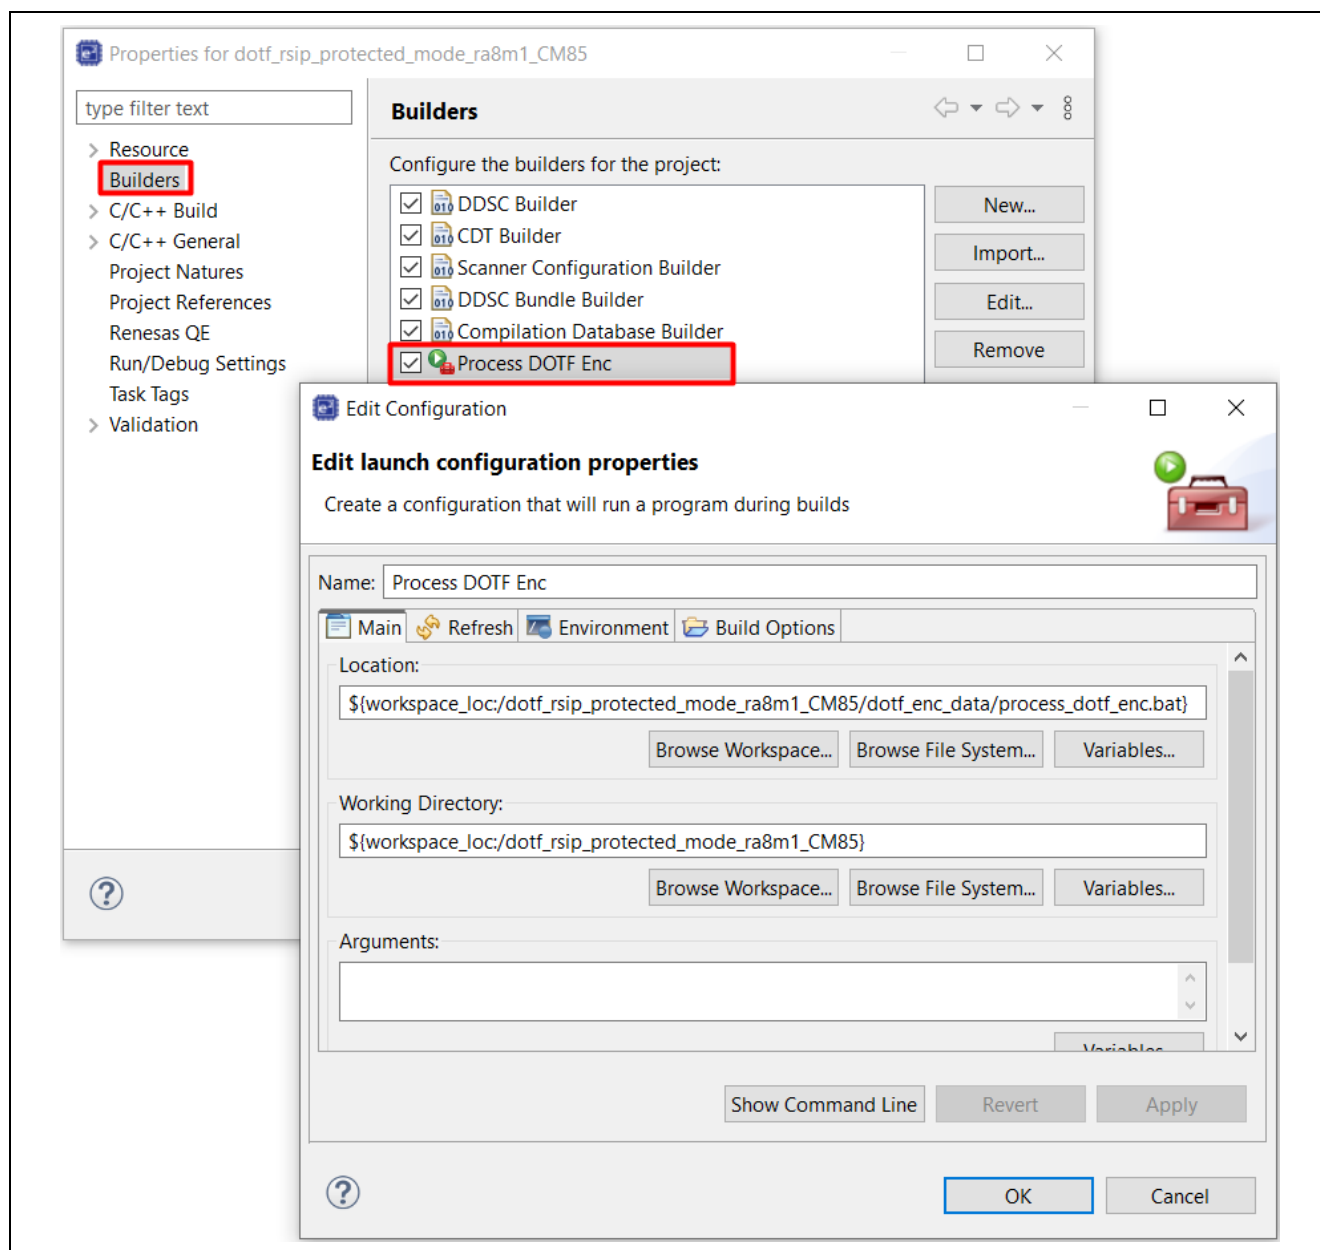 Properties for dotf_rsip_protected_mode_ra8m1_CM85
type filter text
Resource
Builders
C/C++ Build
C/C++ General
Project Natures
Project References
Renesas QE
Run/Debug Settings
Task Tags
Validation
Builders
Configure the builders for the project:
DDSC Builder
CDT Builder
Scanner Configuration Builder
DDSC Bundle Builder
Compilation Database Builder
Process DOTF Enc
New...
Import...
Edit...
Remove
Edit Configuration
Edit launch configuration properties
Create a configuration that will run a program during builds
Name: Process DOTF Enc
Main Refresh Environment Build Options
Location:
${workspace_loc:/dotf_rsip_protected_mode_ra8m1_CM85/dotf_enc_data/process_dotf_enc.bat}
Browse Workspace... Browse File System... Variables...
Working Directory:
${workspace_loc:/dotf_rsip_protected_mode_ra8m1_CM85}
Browse Workspace... Browse File System... Variables...
Arguments:
Variables...
Show Command Line Revert Apply
OK Cancel